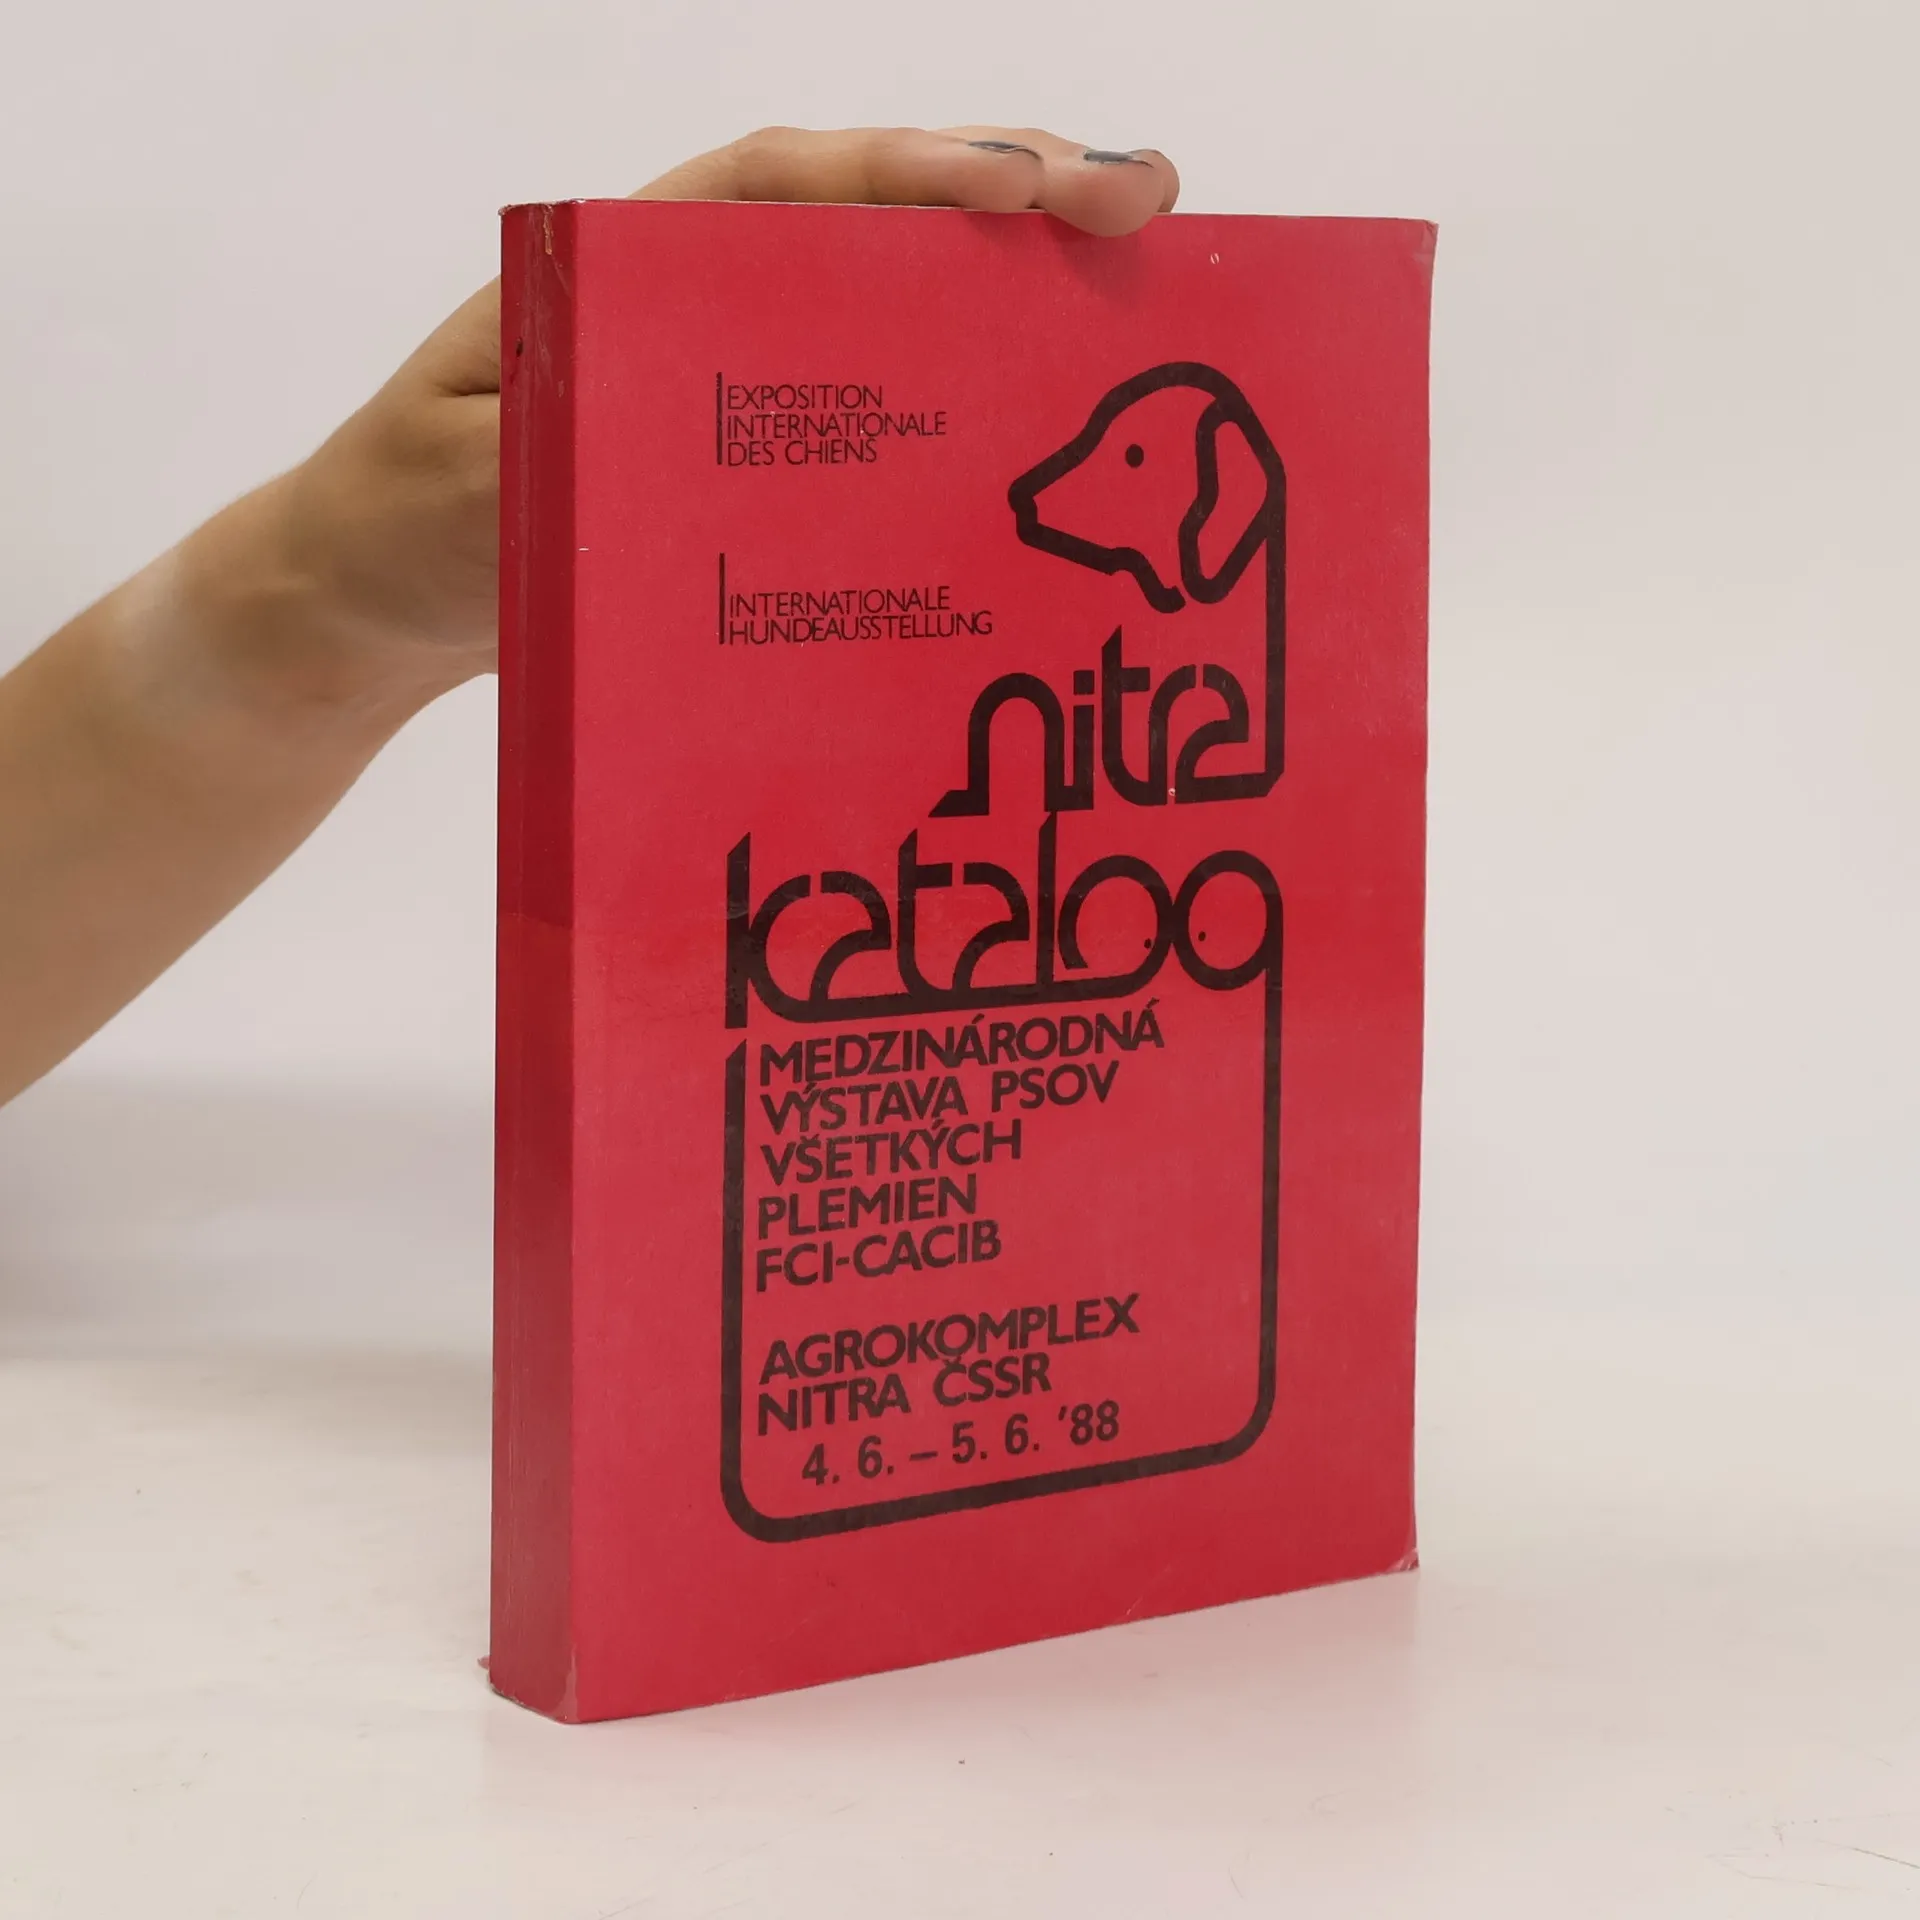 EXPOSITION
INTERNATIONALE
DES CHIENS
INTERNATIONALE
HUNDEAUSSTELLUNG
nitra
katalog
MEDZINÁRODNÁ
VÝSTAVA PSOV
VŠETKÝCH
PLEMIEN
FCI-CACIB
AGROKOMPLEX
NITRA ČSSR
4. 6. – 5. 6. '88